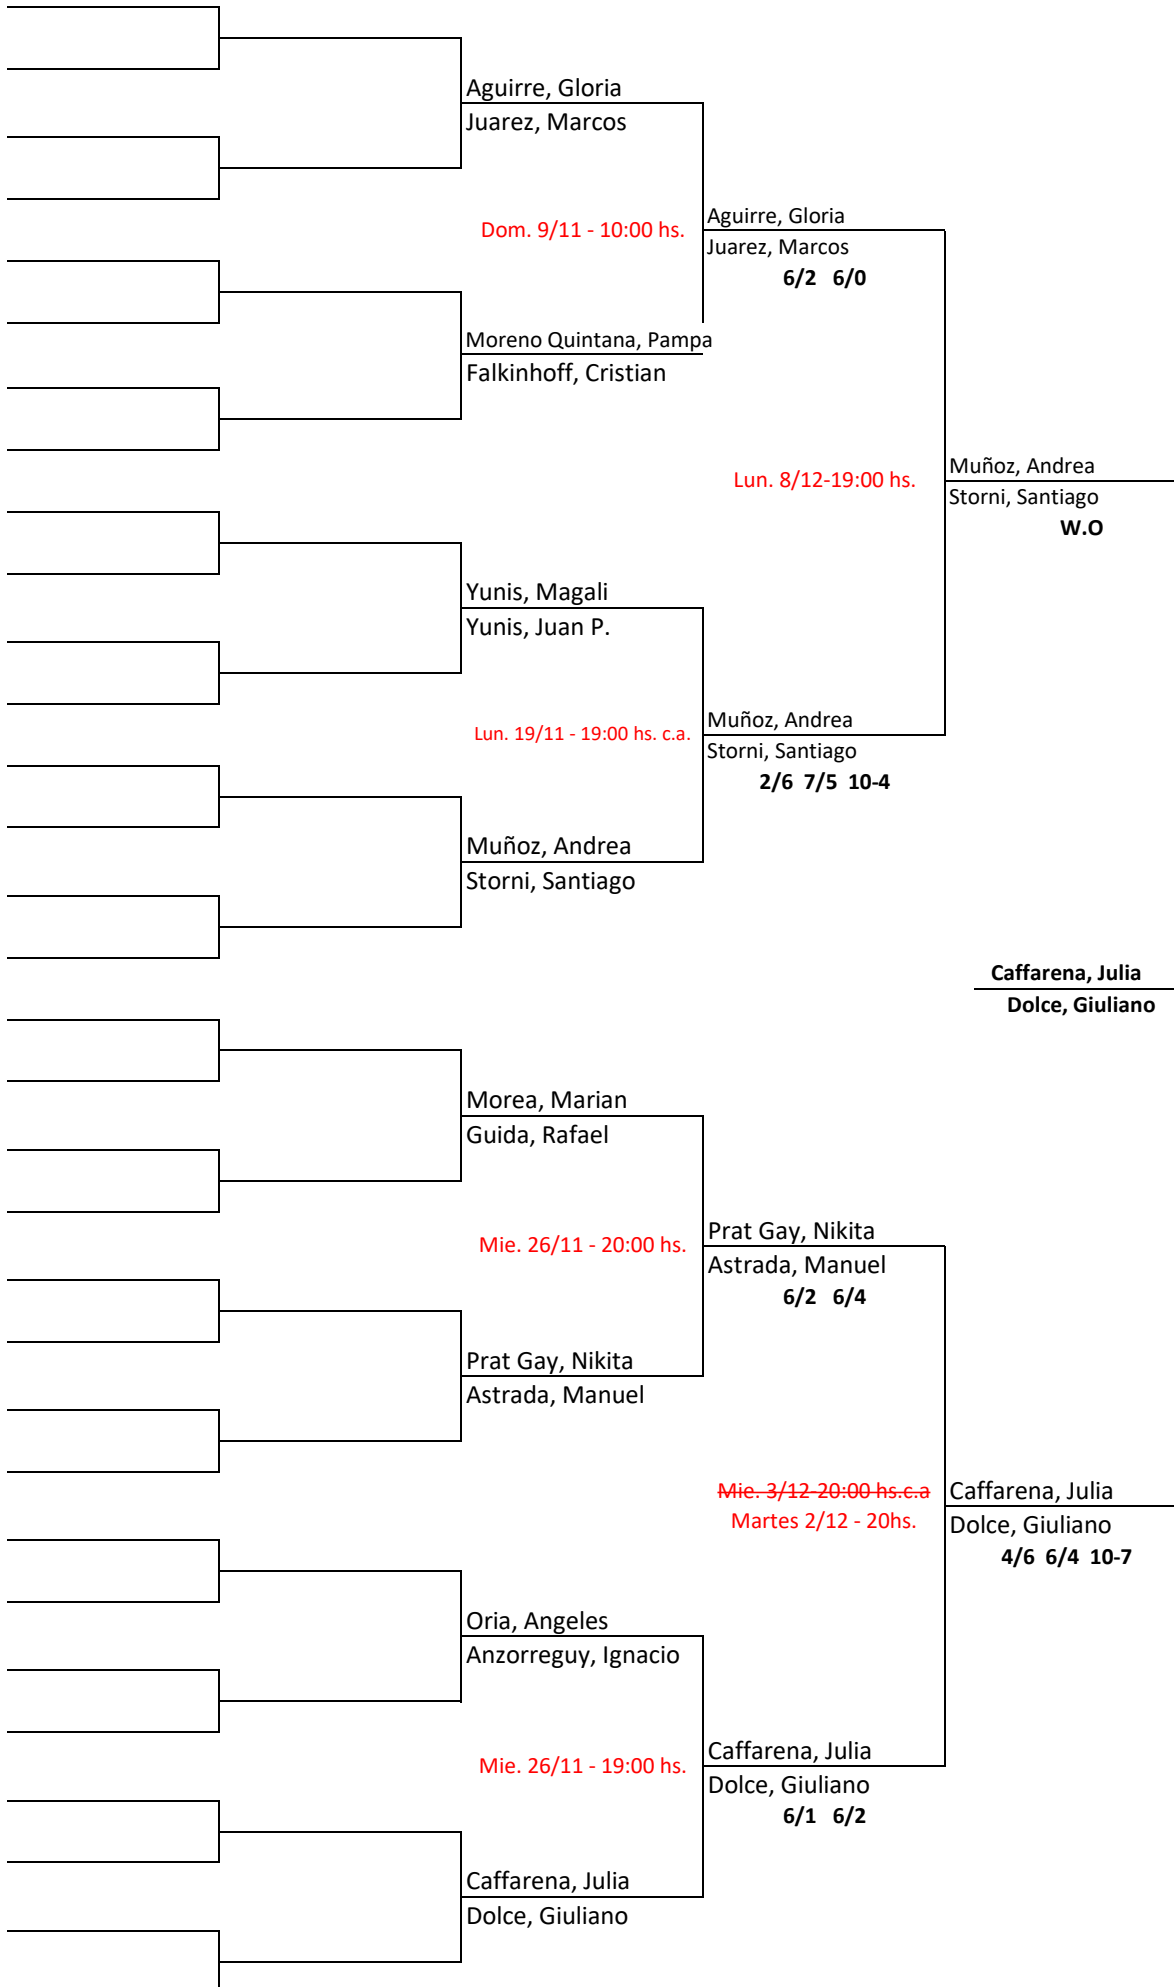 Aguirre, Gloria
Juarez, Marcos
Dom. 9/11 - 10:00 hs.
Aguirre, Gloria
Juarez, Marcos
6/2 6/0
Moreno Quintana, Pampa
Falkinhoff, Cristian
Lun. 8/12-19:00 hs.
Muñoz, Andrea
Storni, Santiago
W.O
Yunis, Magali
Yunis, Juan P.
Lun. 19/11 - 19:00 hs. c.a.
Muñoz, Andrea
Storni, Santiago
2/6 7/5 10-4
Muñoz, Andrea
Storni, Santiago
Caffarena, Julia
Dolce, Giuliano
Morea, Marian
Guida, Rafael
Mie. 26/11 - 20:00 hs.
Prat Gay, Nikita
Astrada, Manuel
6/2 6/4
Prat Gay, Nikita
Astrada, Manuel
Mie. 3/12-20:00 hs.c.a
Martes 2/12 - 20hs.
Caffarena, Julia
Dolce, Giuliano
4/6 6/4 10-7
Oria, Angeles
Anzorreguy, Ignacio
Mie. 26/11 - 19:00 hs.
Caffarena, Julia
Dolce, Giuliano
6/1 6/2
Caffarena, Julia
Dolce, Giuliano